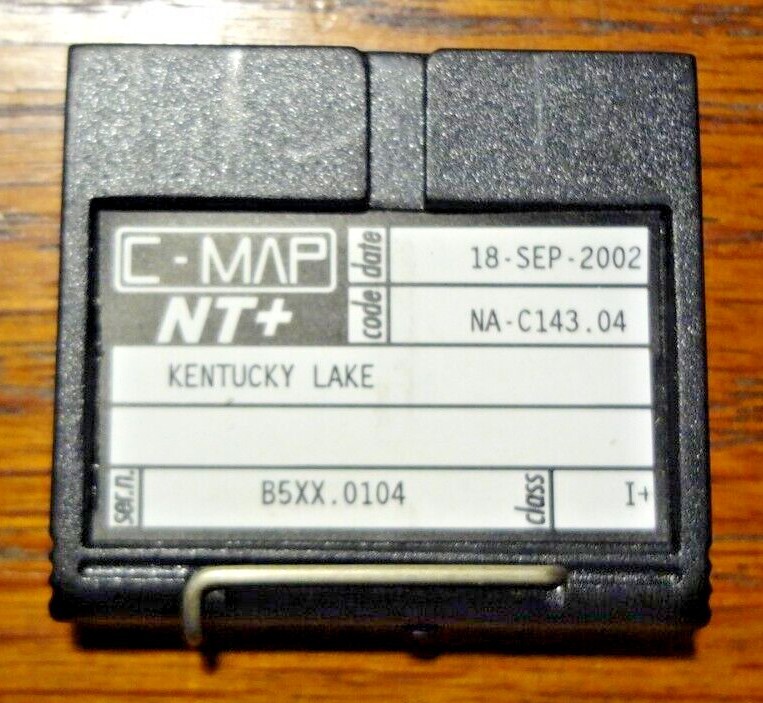 C-MAP
NT+
date 18-SEP-2002
code NA-C143.04
KENTUCKY LAKE
ser.n. B5XX.0104 class I+